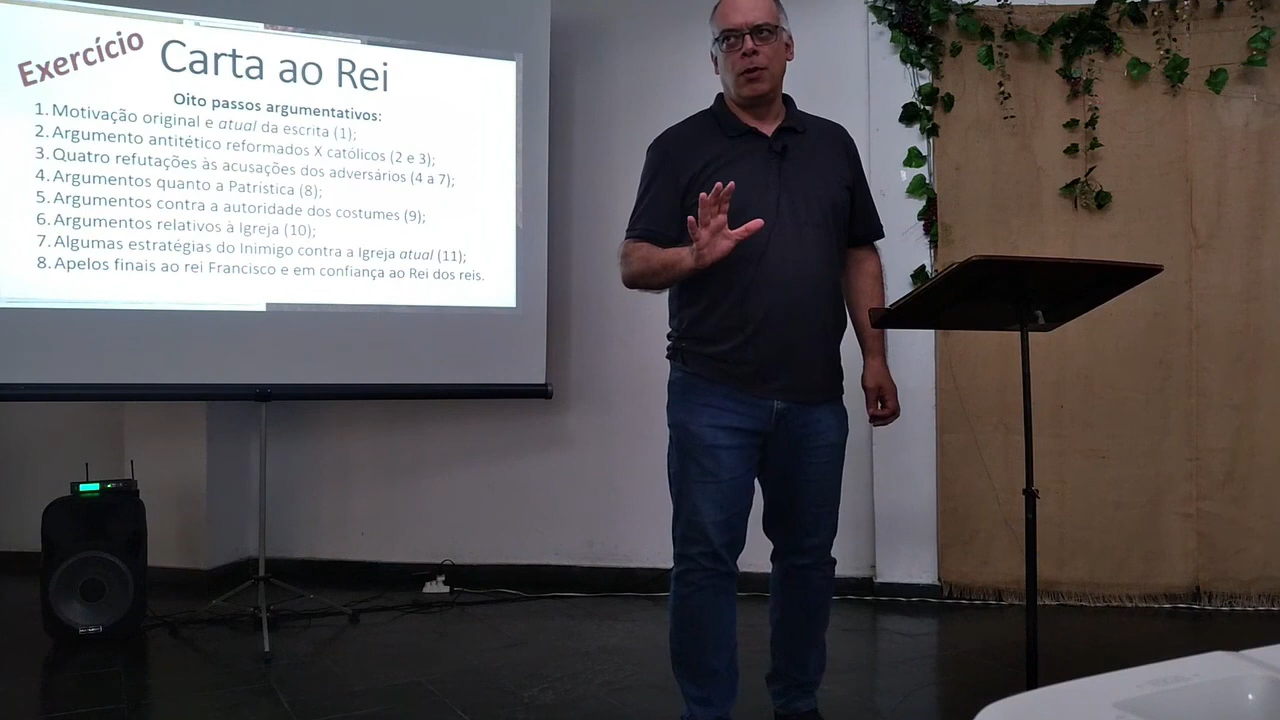 Exercício
Carta ao Rei
Oito passos argumentativos:
1. Motivação original e atual da escrita (1);
2. Argumento antitético reformados X católicos (2 e 3);
3. Quatro refutações às acusações dos adversários (4 a 7);
4. Argumentos quanto a Patrística (8);
5. Argumentos contra a autoridade dos costumes (9);
6. Argumentos relativos à Igreja (10);
7. Algumas estratégias do Inimigo contra a Igreja atual (11);
8. Apelos finais ao rei Francisco e em confiança ao Rei dos reis.